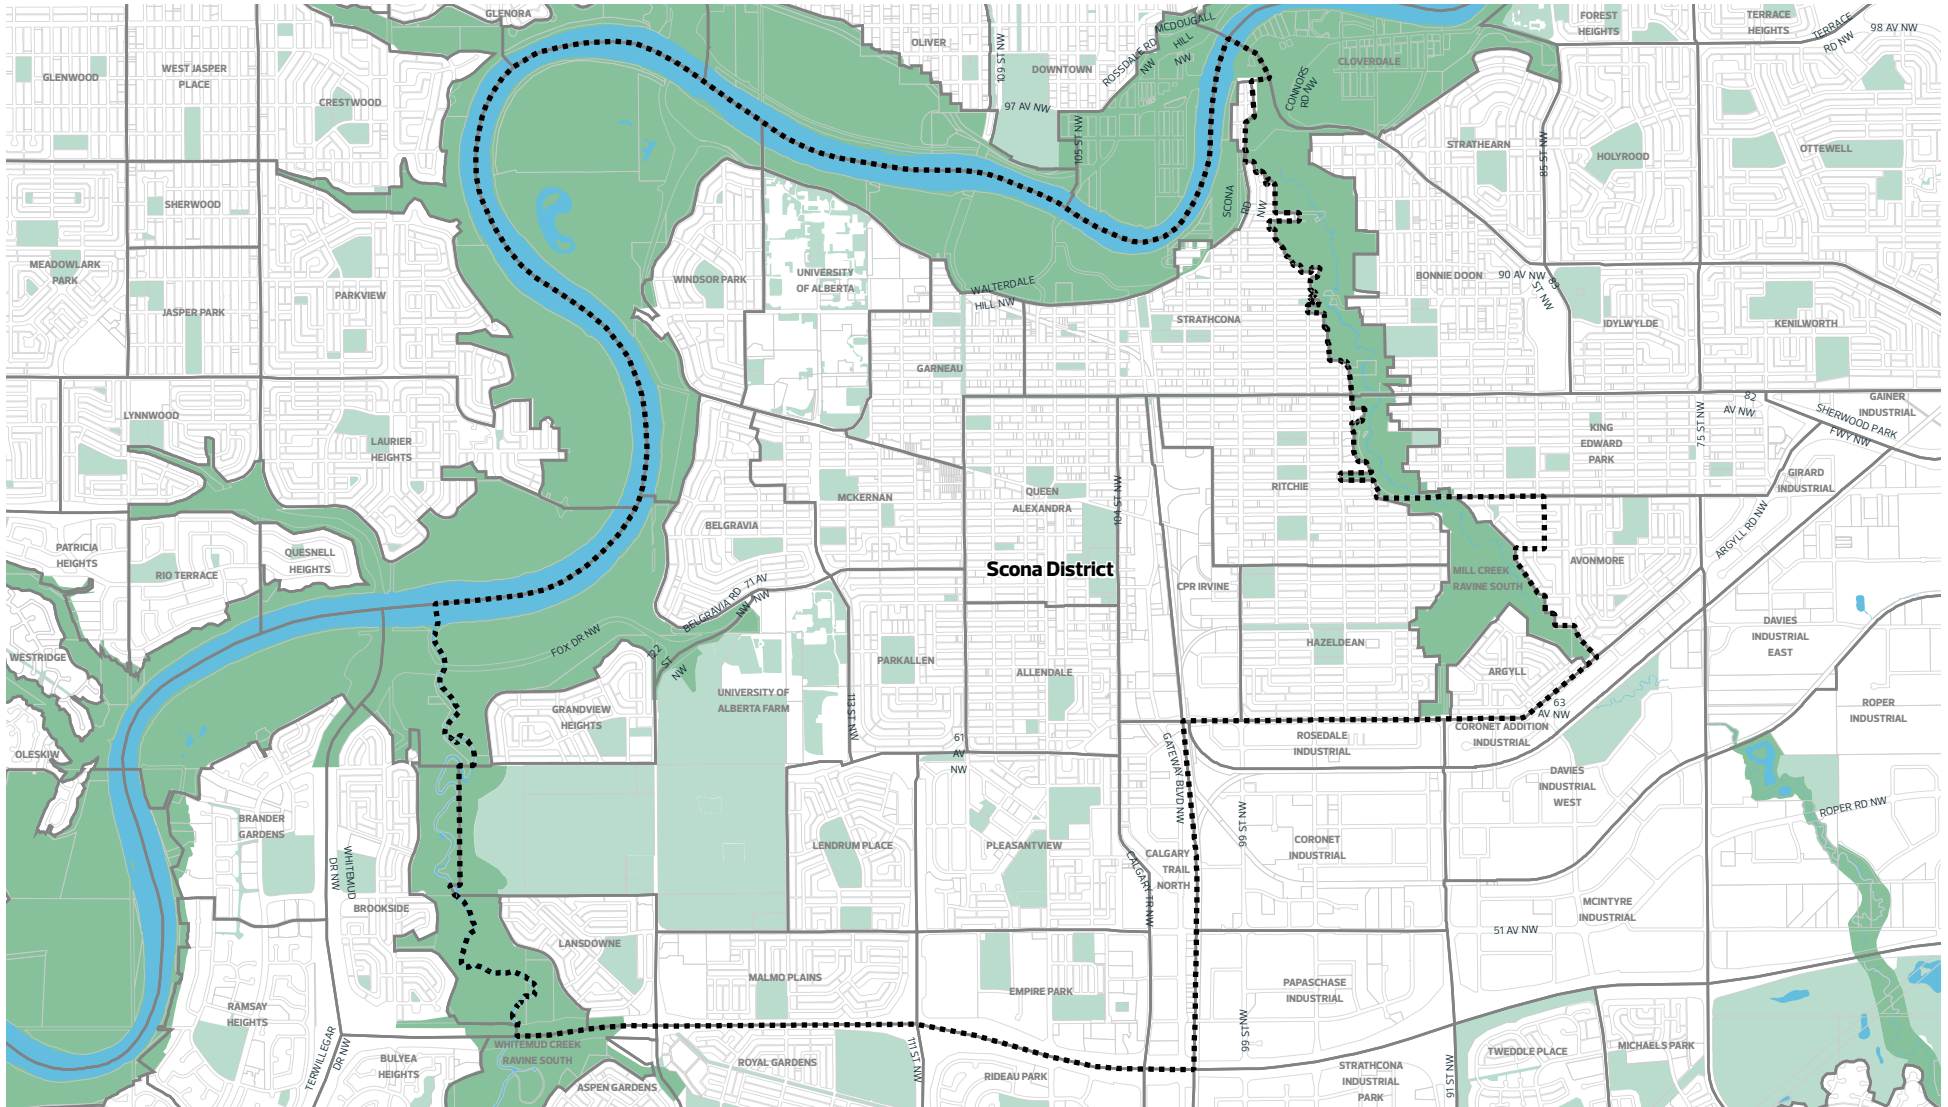 GLENORA
OLIVER
109 ST NW
MCDOUGALL
HILL
NW
ROSSDALE RD
NW
DOWNTOWN
97 AV NW
105 ST NW
CLOVERDALE
CONNORS
RD NW
FOREST
HEIGHTS
TERRACE
HEIGHTS
TERRACE
RD NW
98 AV NW
GLENWOOD
WEST JASPER
PLACE
CRESTWOOD
STRATHEARN
85 ST NW
HOLYROOD
OTTEWELL
SHERWOOD
SCONA
RD
NW
MEADOWLARK
PARK
PARKVIEW
JASPER PARK
WINDSOR PARK
UNIVERSITY
OF ALBERTA
WALTERDALE
HILL NW
STRATHCONA
BONNIE DOON
90 AV NW
83
ST NW
IDYLWYLDE
KENILWORTH
GARNEAU
LYNNWOOD
LAURIER
HEIGHTS
82
AV NW
GAINER
INDUSTRIAL
SHERWOOD PARK
FWY NW
75 ST NW
KING
EDWARD
PARK
GIRARD
INDUSTRIAL
MCKERNAN
QUEEN
ALEXANDRA
104 ST NW
RITCHIE
BELGRAVIA
ARGYLL RD NW
PATRICIA
HEIGHTS
RIO TERRACE
QUESNELL
HEIGHTS
Scona District
CPR IRVINE
MILL CREEK
RAVINE SOUTH
AVONMORE
BELGRAVIA RD
NW
71 AV
NW
FOX DR NW
122
ST
NW
WESTRIDGE
PARKALLEN
ALLENDALE
HAZELDEAN
ARGYLL
DAVIES
INDUSTRIAL
EAST
UNIVERSITY OF
ALBERTA FARM
113 ST NW
GRANDVIEW
HEIGHTS
63
AV NW
ROPER
INDUSTRIAL
OLESKIW
61
AV
NW
GATEWAY BLVD NW
ROSEDALE
INDUSTRIAL
CORONET ADDITION
INDUSTRIAL
DAVIES
INDUSTRIAL
WEST
BRANDER
GARDENS
WHITEMUD
DR NW
BROOKSIDE
LENDRUM PLACE
PLEASANTVIEW
CALGARY
TRAIL
NORTH
CALGARY TR NW
99 ST NW
CORONET
INDUSTRIAL
ROPER RD NW
MCINTYRE
INDUSTRIAL
51 AV NW
LANSDOWNE
MALMO PLAINS
EMPIRE PARK
PAPASCHASE
INDUSTRIAL
RAMSAY
HEIGHTS
TERWILLEGAR
DR NW
BULYEA
HEIGHTS
WHITEMUD CREEK
RAVINE SOUTH
ASPEN GARDENS
ROYAL GARDENS
111 ST NW
RIDEAU PARK
99 ST NW
STRATHCONA
INDUSTRIAL
PARK
91 ST NW
TWEDDLE PLACE
MICHAELS PARK